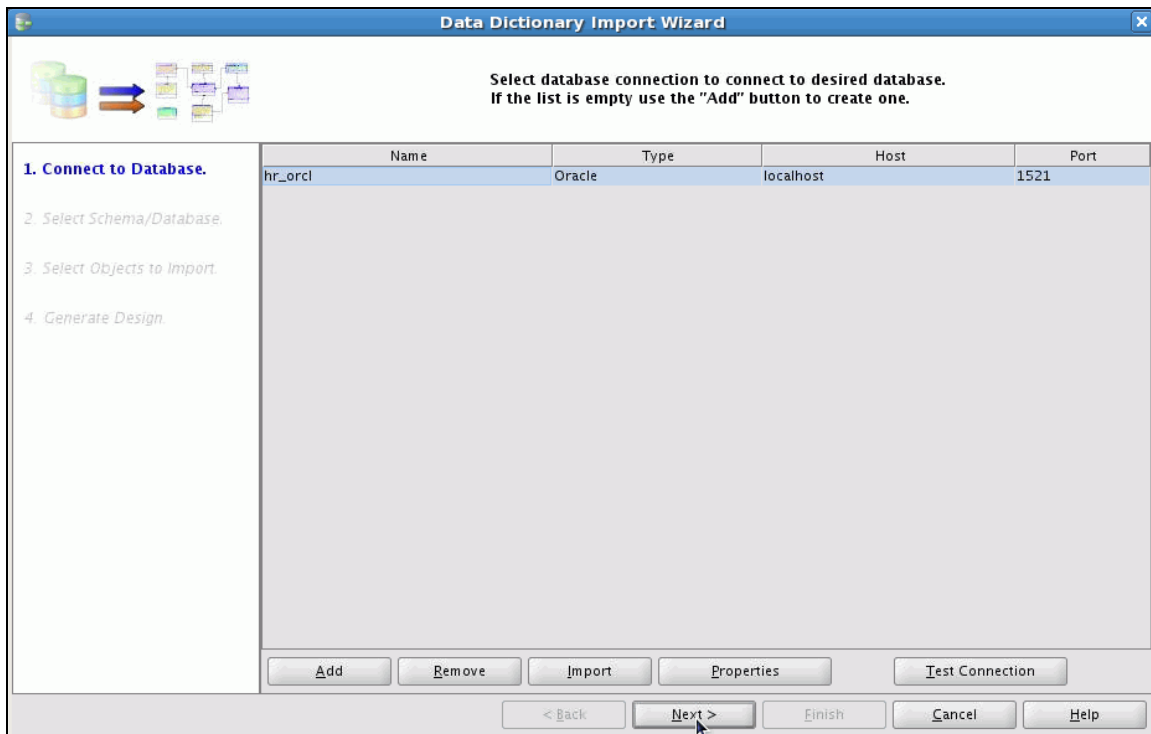 Data Dictionary Import Wizard
Select database connection to connect to desired database.
If the list is empty use the "Add" button to create one.
1. Connect to Database.
2. Select Schema/Database.
3. Select Objects to Import.
4. Generate Design.
Name Type Host Port
hr_orcl Oracle localhost 1521
Add Remove Import Properties Test Connection
< Back Next > Finish Cancel Help